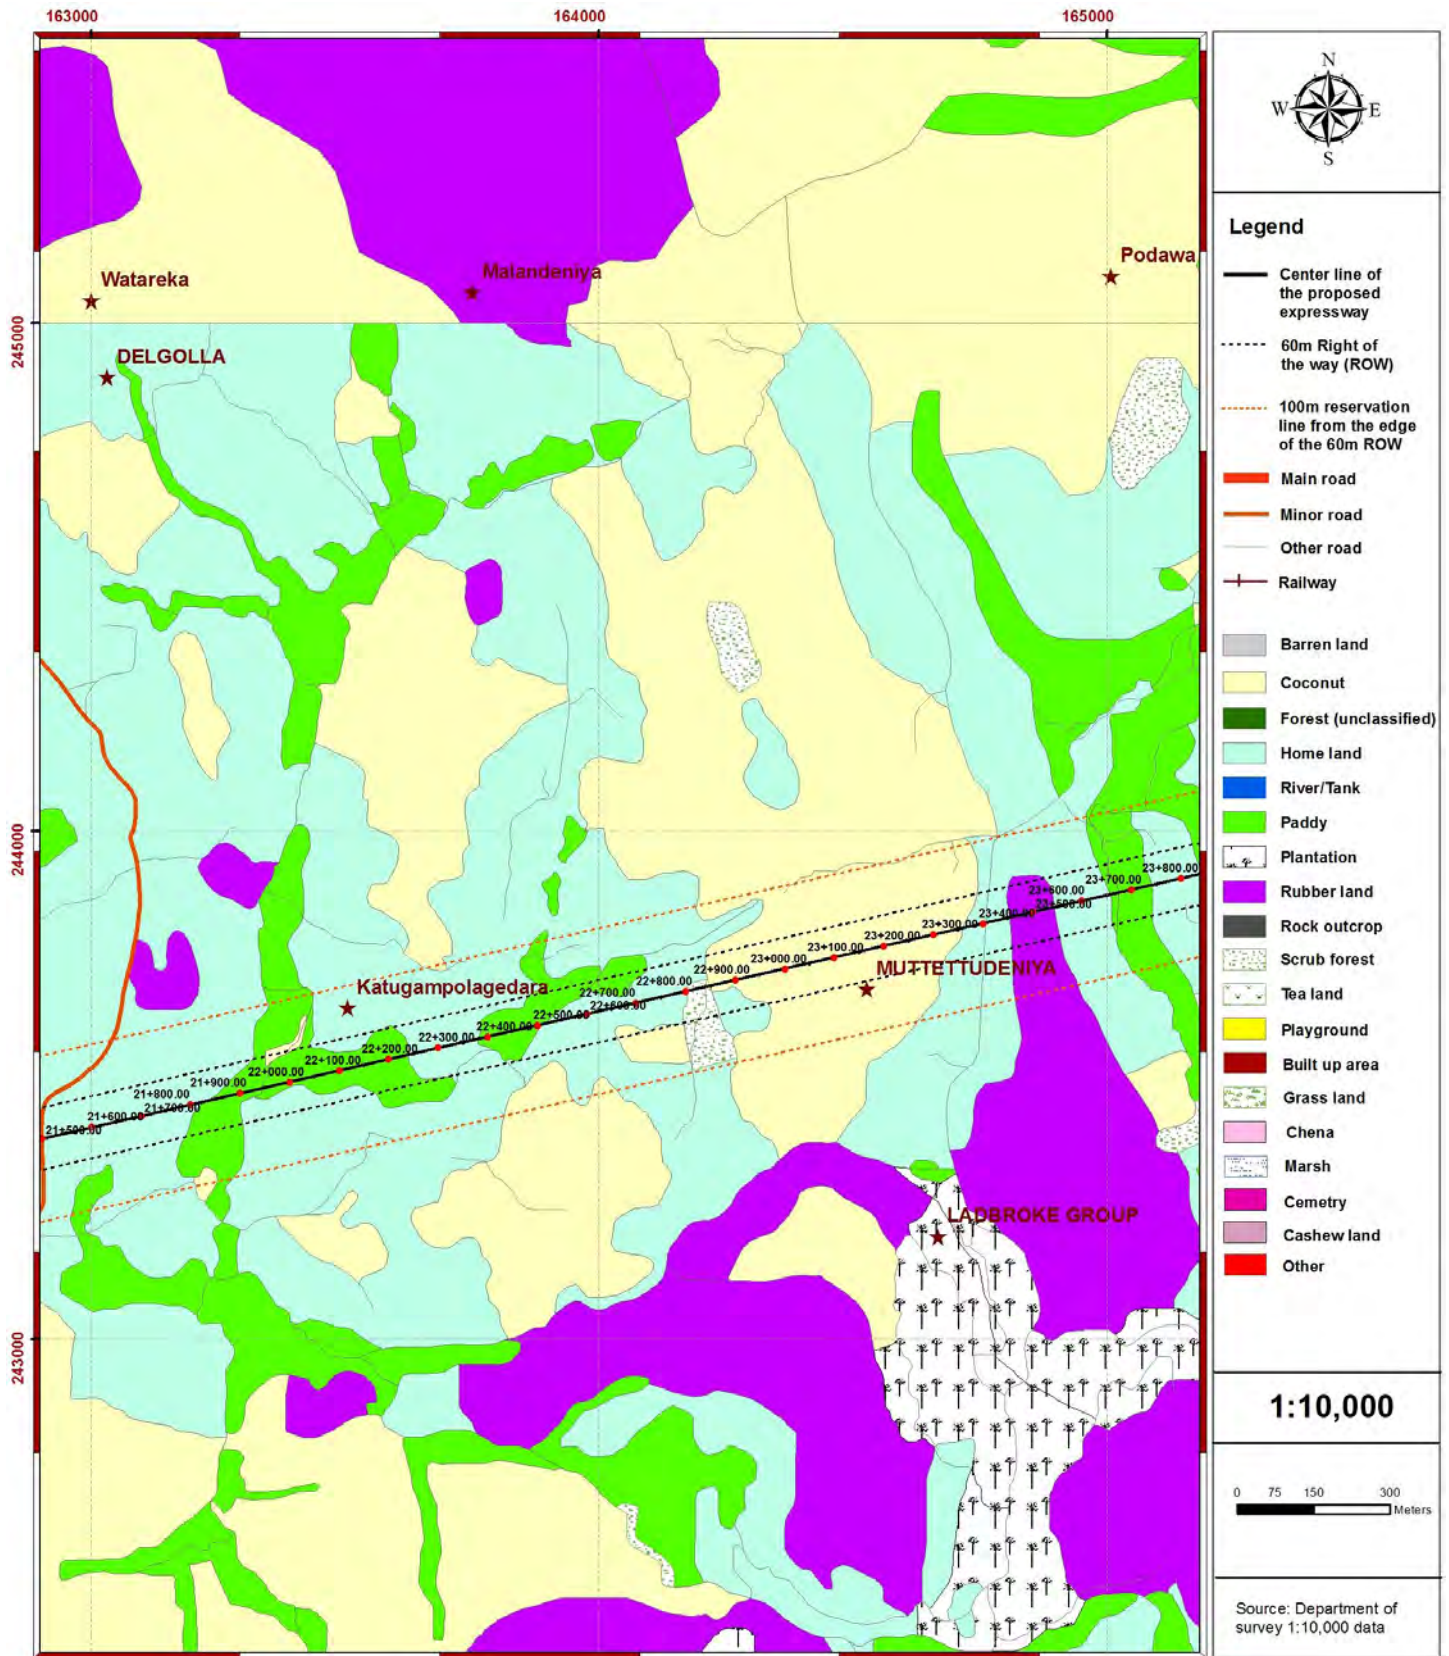 163000
164000
165000
N
W E
S
245000
244000
243000
Watareka
Malandeniya
Podawa
DELGOLLA
Katugampolagedara
MUTTETTUDENIYA
LADBROKE GROUP
21+500.00
21+600.00
21+700.00
21+800.00
21+900.00
22+000.00
22+100.00
22+200.00
22+300.00
22+400.00
22+500.00
22+600.00
22+700.00
22+800.00
22+900.00
23+000.00
23+100.00
23+200.00
23+300.00
23+400.00
23+500.00
23+600.00
23+700.00
23+800.00
Legend
Center line of
the proposed
expressway
60m Right of
the way (ROW)
100m reservation
line from the edge
of the 60m ROW
Main road
Minor road
Other road
Railway
Barren land
Coconut
Forest (unclassified)
Home land
River/Tank
Paddy
Plantation
Rubber land
Rock outcrop
Scrub forest
Tea land
Playground
Built up area
Grass land
Chena
Marsh
Cemetry
Cashew land
Other
1:10,000
0 75 150 300
Meters
Source: Department of
survey 1:10,000 data